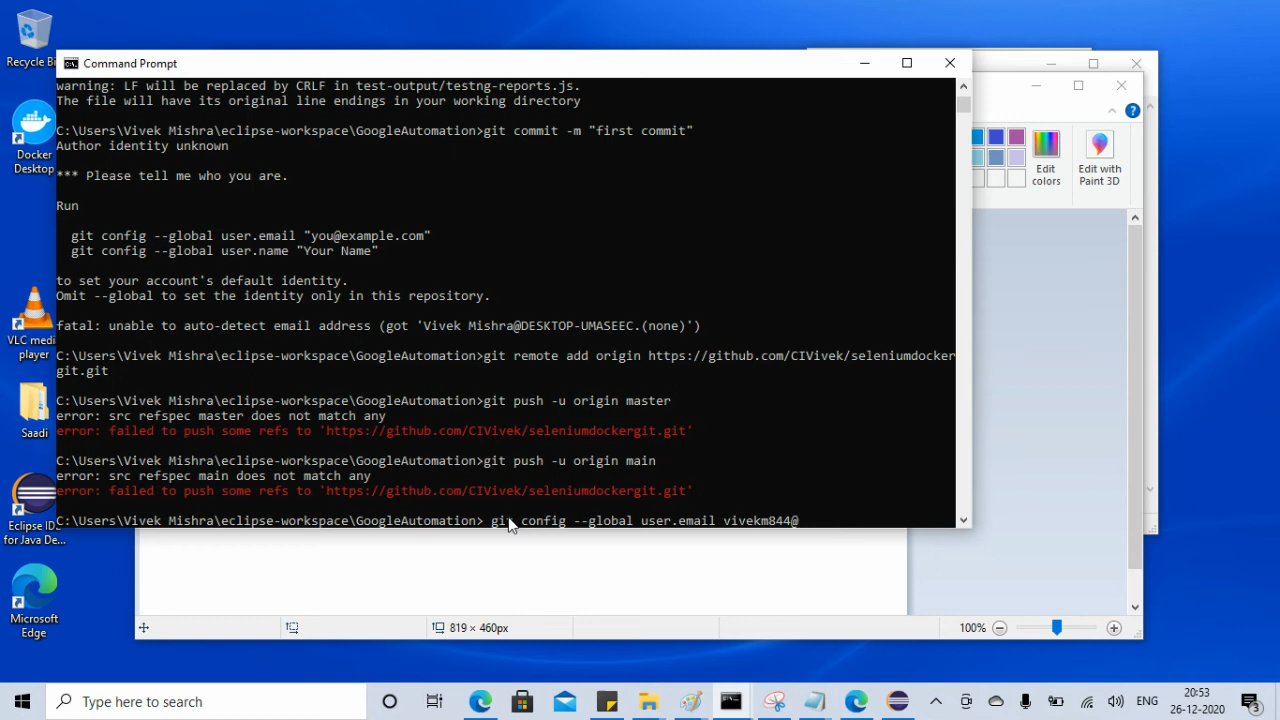 Recycle Bi
Command Prompt
warning: LF will be replaced by CRLF in test-output/testng-reports.js.
The file will have its original line endings in your working directory
C:\Users\Vivek Mishra\eclipse-workspace\GoogleAutomation>git commit -m "first commit"
Author identity unknown
*** Please tell me who you are.
Run
git config --global user.email "you@example.com"
git config --global user.name "Your Name"
to set your account's default identity.
Omit --global to set the identity only in this repository.
fatal: unable to auto-detect email address (got 'Vivek Mishra@DESKTOP-UMASEEC.(none)')
C:\Users\Vivek Mishra\eclipse-workspace\GoogleAutomation>git remote add origin https://github.com/CIVivek/seleniumdocker
git.git
C:\Users\Vivek Mishra\eclipse-workspace\GoogleAutomation>git push -u origin master
error: src refspec master does not match any
error: failed to push some refs to 'https://github.com/CIVivek/seleniumdockergit.git'
C:\Users\Vivek Mishra\eclipse-workspace\GoogleAutomation>git push -u origin main
error: src refspec main does not match any
error: failed to push some refs to 'https://github.com/CIVivek/seleniumdockergit.git'
C:\Users\Vivek Mishra\eclipse-workspace\GoogleAutomation> git config --global user.email vivekm844@
Docker
Desktop
VLC medi
player
Saadi
Eclipse IDE
for Java De...
Microsoft
Edge
Edit
colors
Edit with
Paint 3D
819 × 460px
100%
Type here to search
ENG
20:53
26-12-2020
3